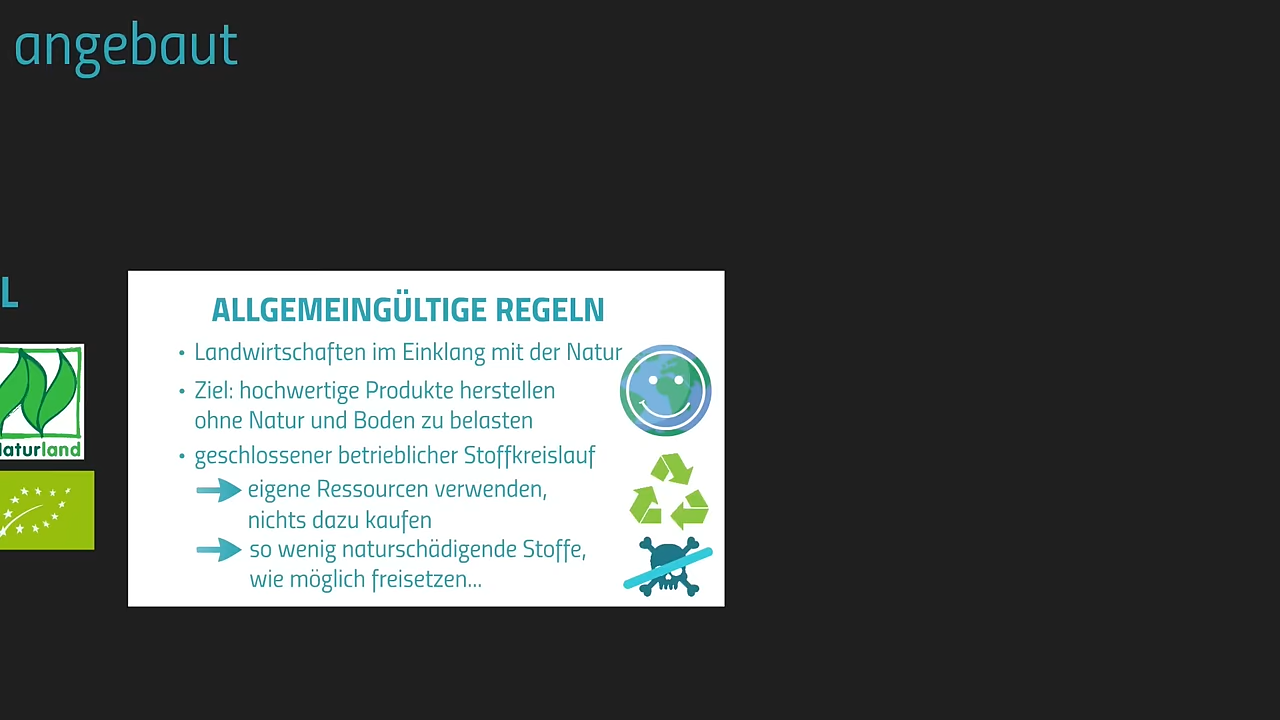 angebaut
L
ALLGEMEINGÜLTIGE REGELN
• Landwirtschaften im Einklang mit der Natur
• Ziel: hochwertige Produkte herstellen
ohne Natur und Boden zu belasten
• geschlossener betrieblicher Stoffkreislauf
eigene Ressourcen verwenden,
nichts dazu kaufen
so wenig naturschädigende Stoffe,
wie möglich freisetzen...
aturland